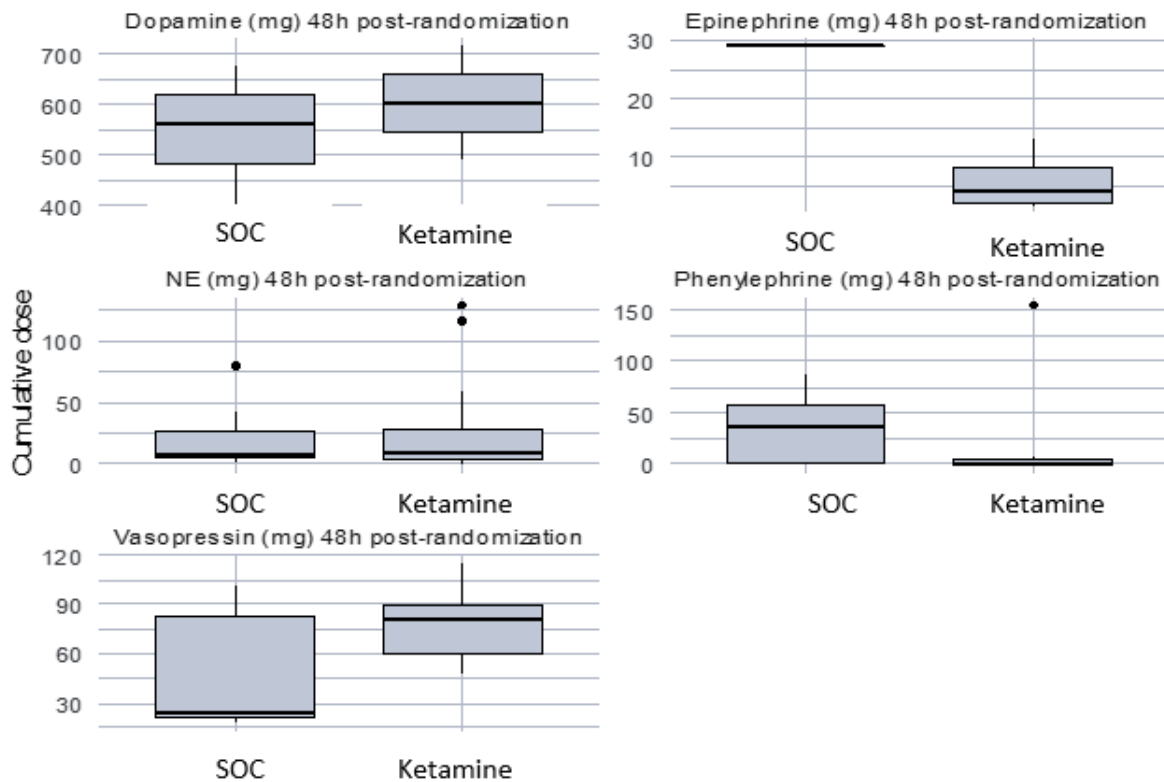 Dopamine (mg) 48h post-randomization
700
600
500
400
SOC Ketamine
Epinephrine (mg) 48h post-randomization
30
20
10
SOC Ketamine
Cumulative dose
NE (mg) 48h post-randomization
100
50
0
SOC Ketamine
Phenylephrine (mg) 48h post-randomization
150
100
50
0
SOC Ketamine
Vasopressin (mg) 48h post-randomization
120
90
60
30
SOC Ketamine